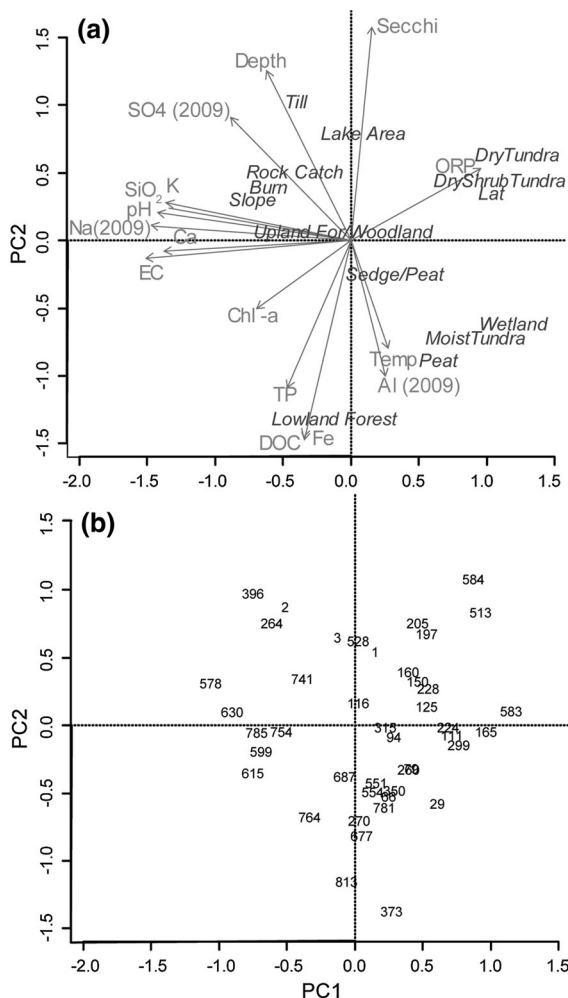 (a)
Secchi
Depth
Till
SO4 (2009)
Lake Area
ORP
DryTundra
Rock Catch
DryShrubTundra
SiO2 K
Burn
Lat
pH
Slope
Na(2009)
Ca
Upland For/Woodland
EC
Sedge/Peat
Chl -a
Wetland
MoistTundra
Temp
Peat
TP
Al (2009)
Lowland Forest
DOC Fe
PC2
1.5
1.0
0.5
0.0
-0.5
-1.0
-1.5
-2.0 -1.5 -1.0 -0.5 0.0 0.5 1.0 1.5
(b)
584
396
2
513
264
205
197
3
528
1
160
741
150
578
228
116
125
630
583
315
224
785
754
165
94
111
599
299
615
79
269
687
551
554
350
66
29
781
764
270
677
813
373
PC2
1.5
1.0
0.5
0.0
-0.5
-1.0
-1.5
-2.0 -1.5 -1.0 -0.5 0.0 0.5 1.0 1.5
PC1